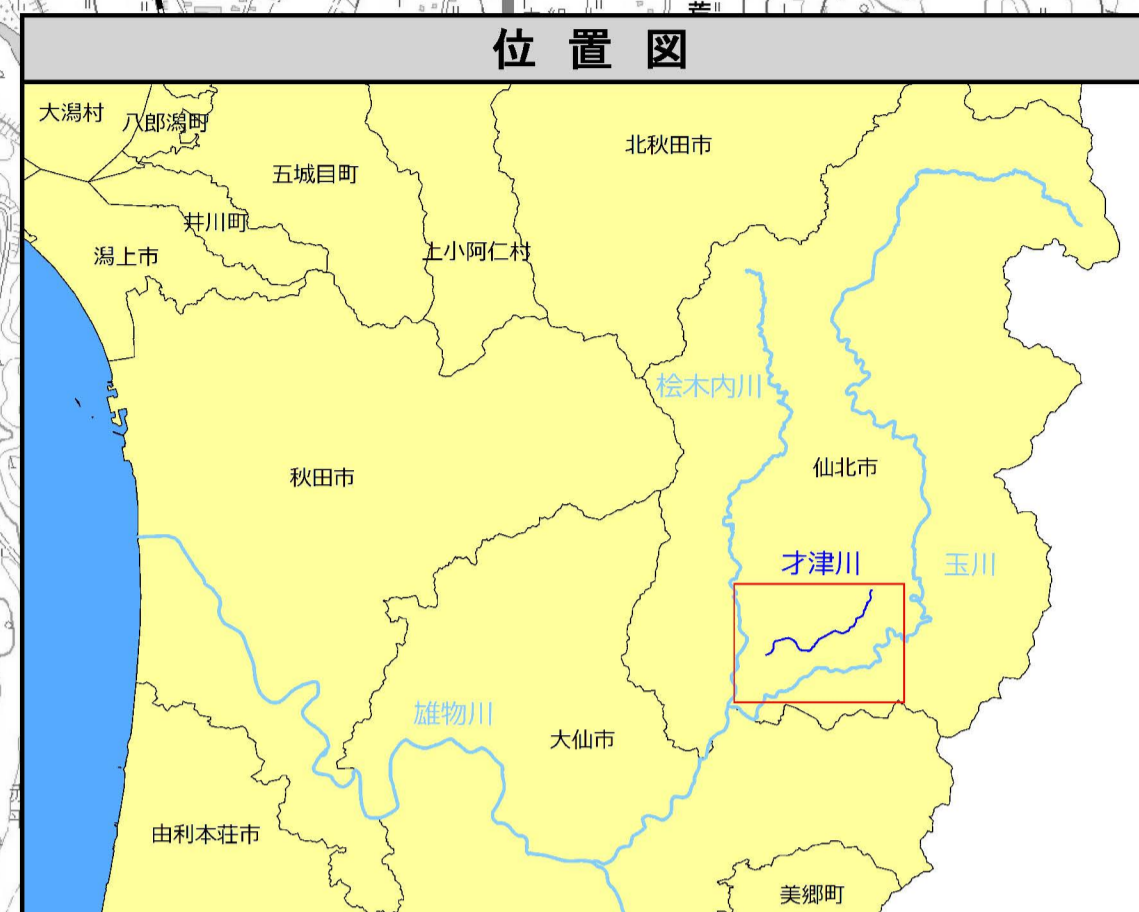 位置図
大潟村
八郎潟町
北秋田市
五城目町
井川町
上小阿仁村
潟上市
桧木内川
仙北市
秋田市
才津川
玉川
雄物川
大仙市
由利本荘市
美郷町